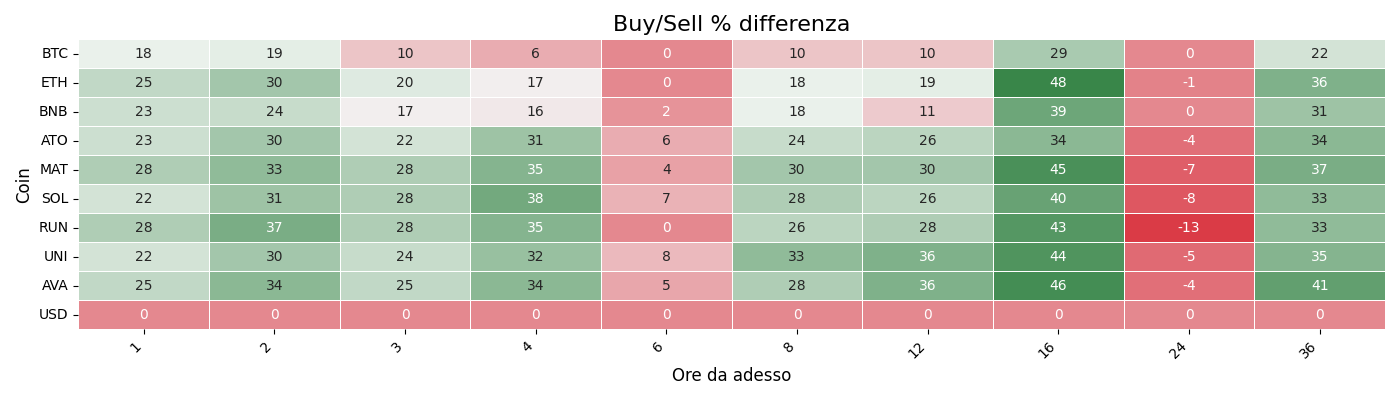 Buy/Sell % differenza
Coin
BTC 18 19 10 6 0 10 10 29 0 22
ETH 25 30 20 17 0 18 19 48 -1 36
BNB 23 24 17 16 2 18 11 39 0 31
ATO 23 30 22 31 6 24 26 34 -4 34
MAT 28 33 28 35 4 30 30 45 -7 37
SOL 22 31 28 38 7 28 26 40 -8 33
RUN 28 37 28 35 0 26 28 43 -13 33
UNI 22 30 24 32 8 33 36 44 -5 35
AVA 25 34 25 34 5 28 36 46 -4 41
USD 0 0 0 0 0 0 0 0 0 0
1 2 3 4 6 8 12 16 24 36
Ore da adesso